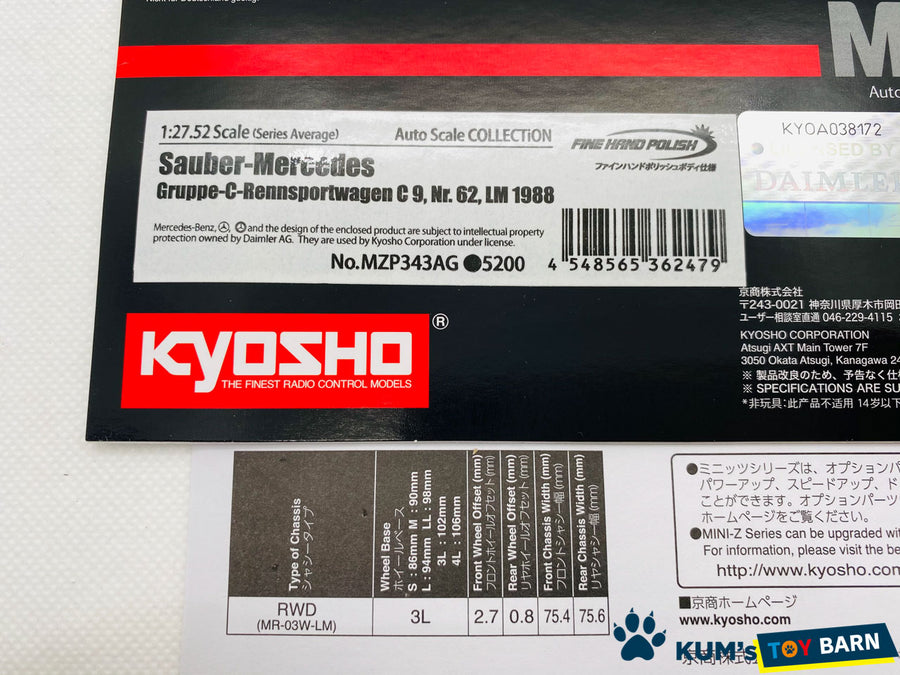 Nicht für Deutschland gültig.
M
Auto
1:27.52 Scale (Series Average)
Auto Scale COLLECTiON
FINE HAND POLISH
ファインハンドポリッシュボディ仕様
Sauber-Mercedes
Gruppe-C-Rennsportwagen C 9, Nr. 62, LM 1988
Mercedes-Benz, and the design of the enclosed product are subject to intellectual property
protection owned by Daimler AG. They are used by Kyosho Corporation under license.
No.MZP343AG ●5200
4 548565 362479
KYOA038172
BY
DAIMLER
KYOSHO ®
THE FINEST RADIO CONTROL MODELS
京商株式会社
〒243-0021 神奈川県厚木市岡田
ユーザー相談室直通 046-229-4115
KYOSHO CORPORATION
Atsugi AXT Main Tower 7F
3050 Okata Atsugi, Kanagawa 24
※ 製品改良のため、予告なく仕
※ SPECIFICATIONS ARE SU
*非玩具:此产品不适用 14岁以下
Type of Chassis
シャシータイプ
Wheel Base
ホイールベース
S : 86mm M : 90mm
L : 94mm LL : 98mm
3L : 102mm
4L : 106mm
Front Wheel Offset (mm)
フロントホイールオフセット(mm)
Rear Wheel Offset (mm)
リヤホイールオフセット(mm)
Front Chassis Width (mm)
フロントシャシー幅(mm)
Rear Chassis Width (mm)
リヤシャシー幅(mm)
RWD
(MR-03W-LM)
3L
2.7
0.8
75.4
75.6
●ミニッツシリーズは、オプションパ
パワーアップ、スピードアップ、ド
ことができます。オプションパーツ
ホームページをご覧ください。
●MINI-Z Series can be upgraded wit
For information, please visit the be
http://www.kyosho.com
■京商ホームページ
www.kyosho.com
京商株式会
KUM's TOY BARN